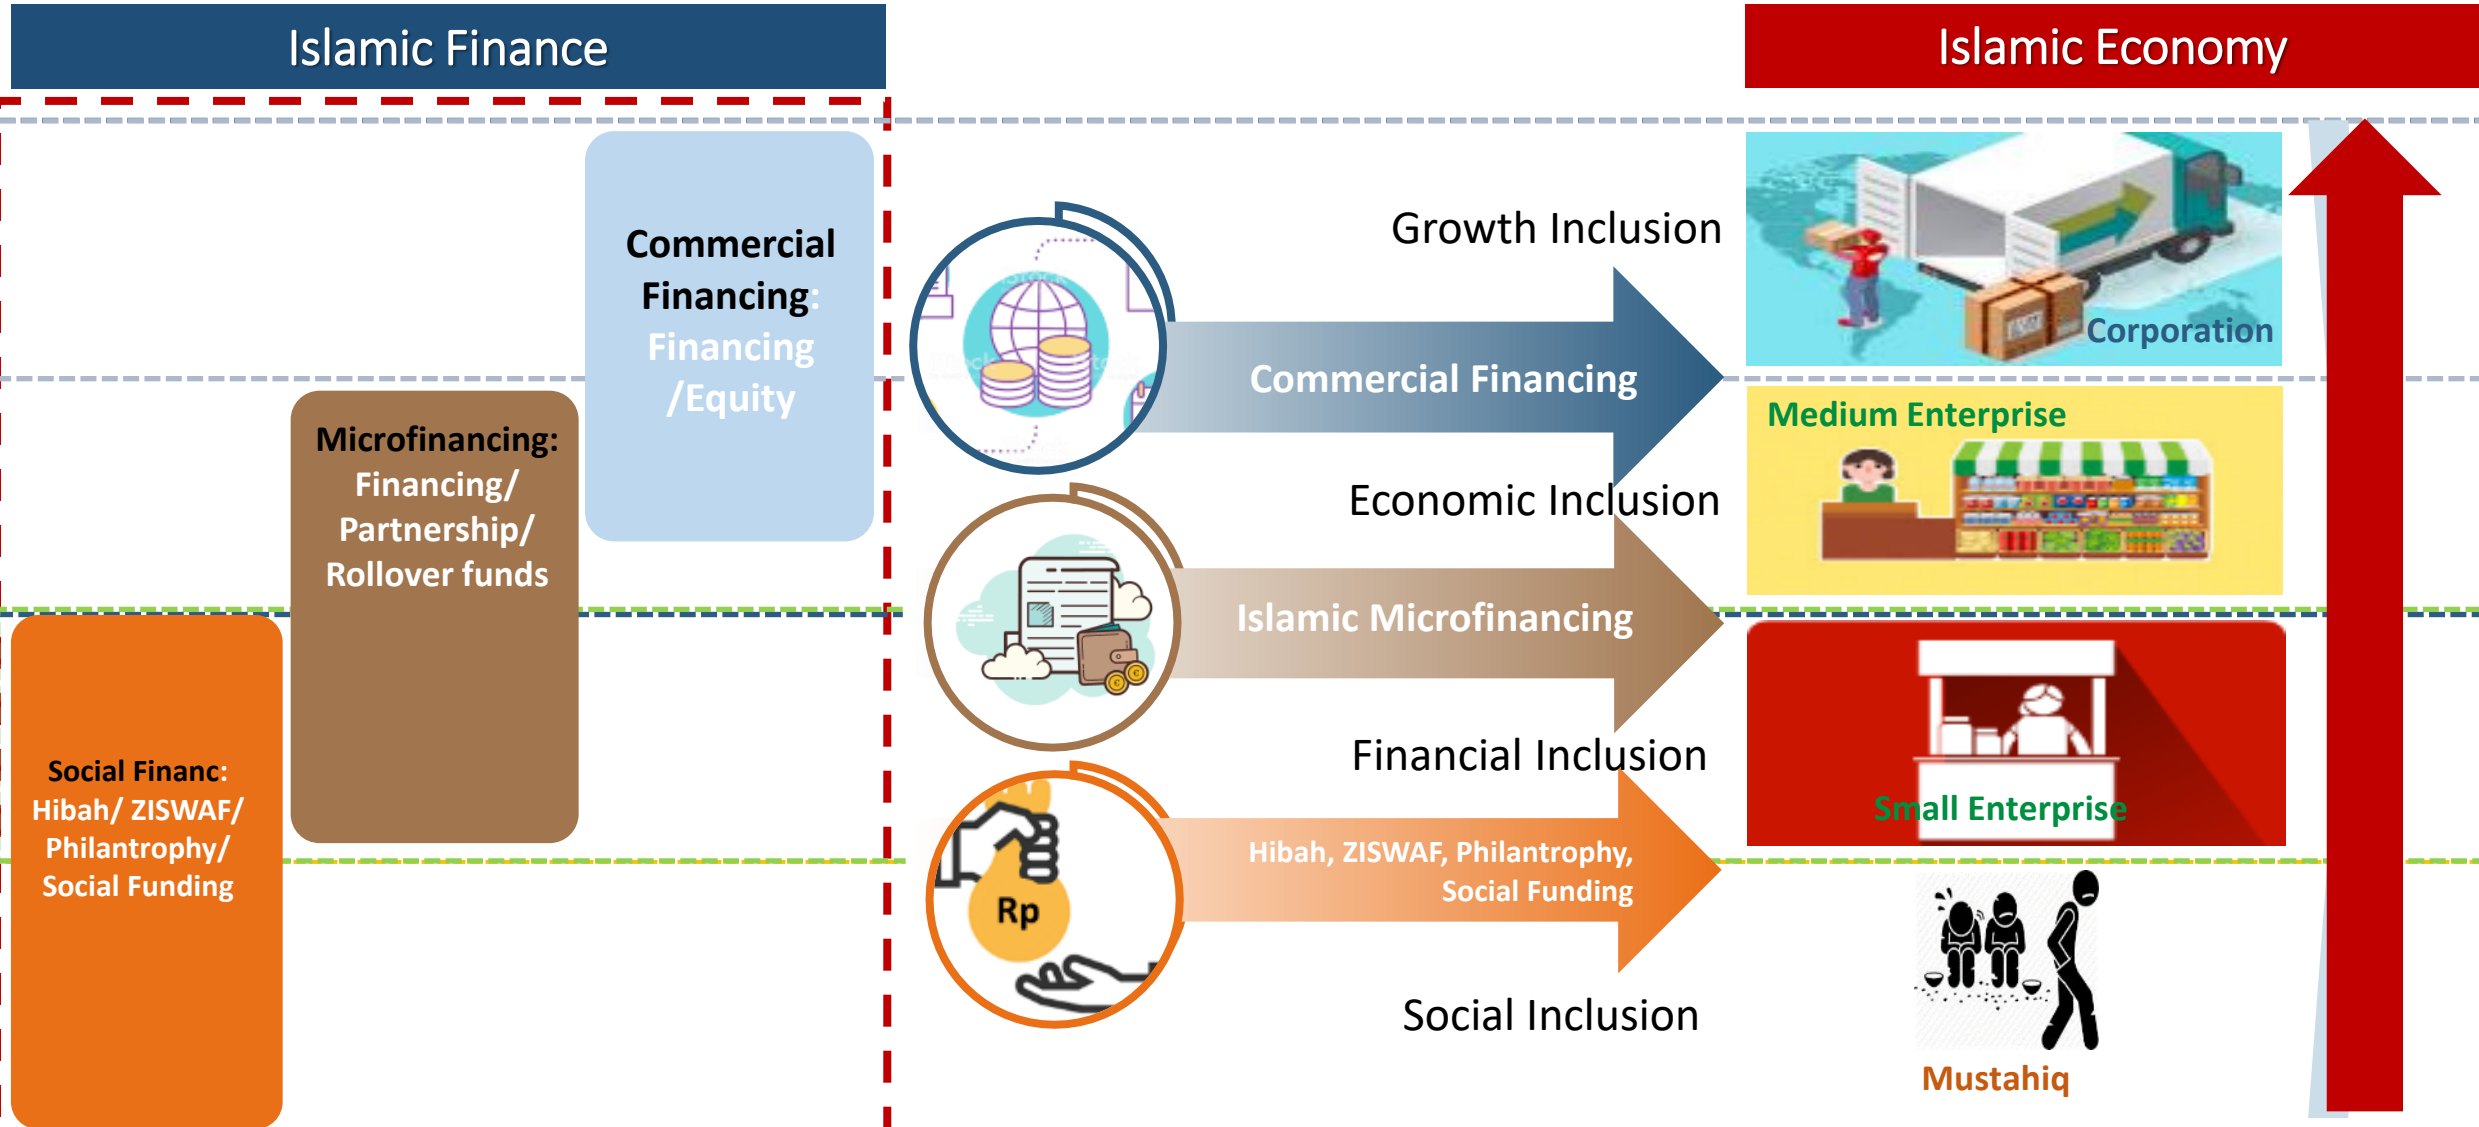 Islamic Finance
Islamic Economy
Commercial
Financing:
Financing
/Equity
Microfinancing:
Financing/
Partnership/
Rollover funds
Social Financ:
Hibah/ ZISWAF/
Philantrophy/
Social Funding
Growth Inclusion
Commercial Financing
Economic Inclusion
Islamic Microfinancing
Financial Inclusion
Rp
Hibah, ZISWAF, Philantrophy,
Social Funding
Social Inclusion
Corporation
Medium Enterprise
Small Enterprise
Mustahiq